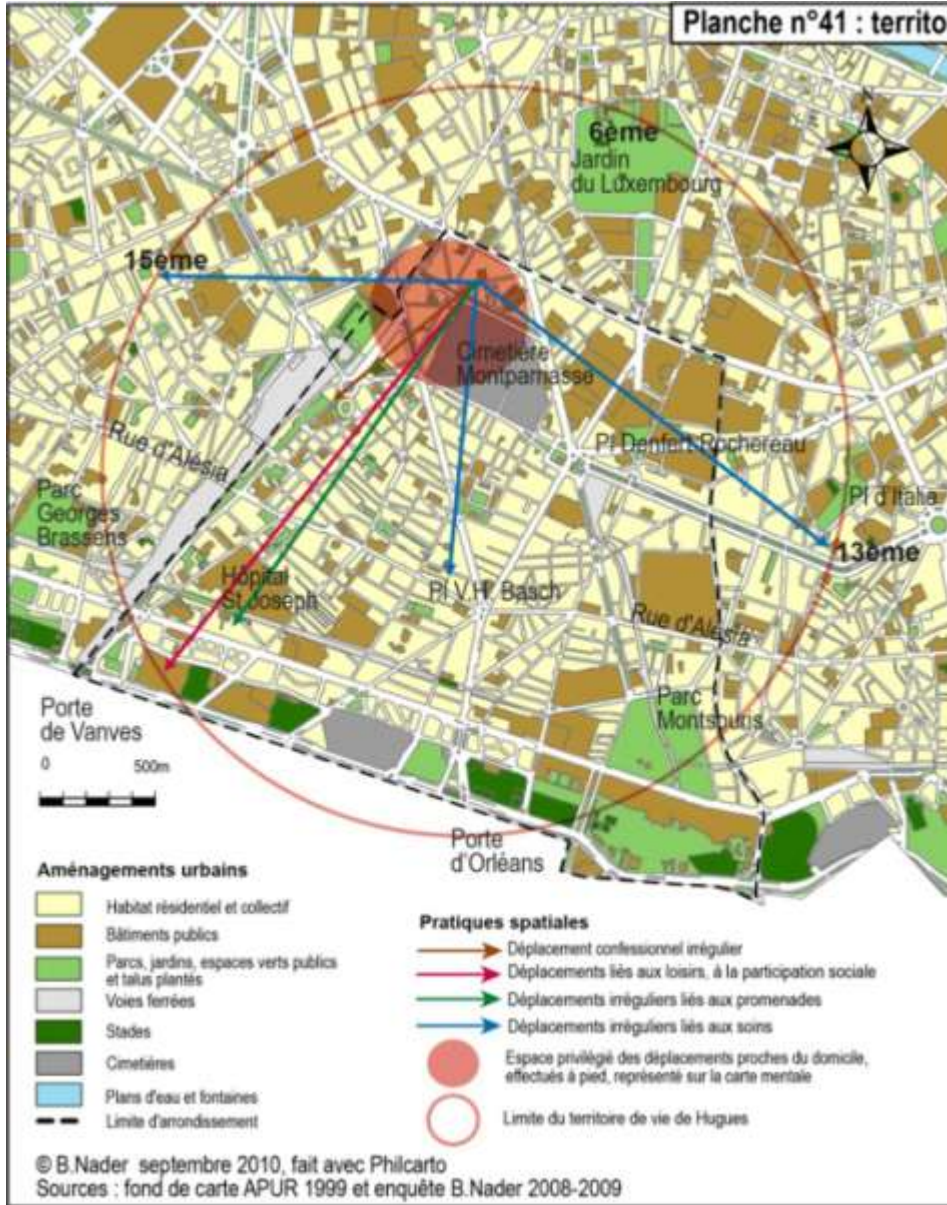 Planche n°41 : territo
6ème
Jardin
du Luxembourg
N
15ème
Cimetière
Montparnasse
Pl Denfert-Rochereau
Rue d'Alésia
Parc
Georges
Brassens
Pl d'Italie
13ème
Hôpital
St Joseph
Pl V.H. Basch
Rue d'Alésia
Parc
Montsouris
Porte
de Vanves
0 500m
Porte
d'Orléans
Aménagements urbains
Habitat résidentiel et collectif
Bâtiments publics
Parcs, jardins, espaces verts publics
et talus plantés
Voies ferrées
Stades
Cimetières
Plans d'eau et fontaines
Limite d'arrondissement
Pratiques spatiales
Déplacement confessionnel irrégulier
Déplacements liés aux loisirs, à la participation sociale
Déplacements irréguliers liés aux promenades
Déplacements irréguliers liés aux soins
Espace privilégié des déplacements proches du domicile,
effectués à pied, représenté sur la carte mentale
Limite du territoire de vie de Hugues
© B.Nader septembre 2010, fait avec Philcarto
Sources : fond de carte APUR 1999 et enquête B.Nader 2008-2009